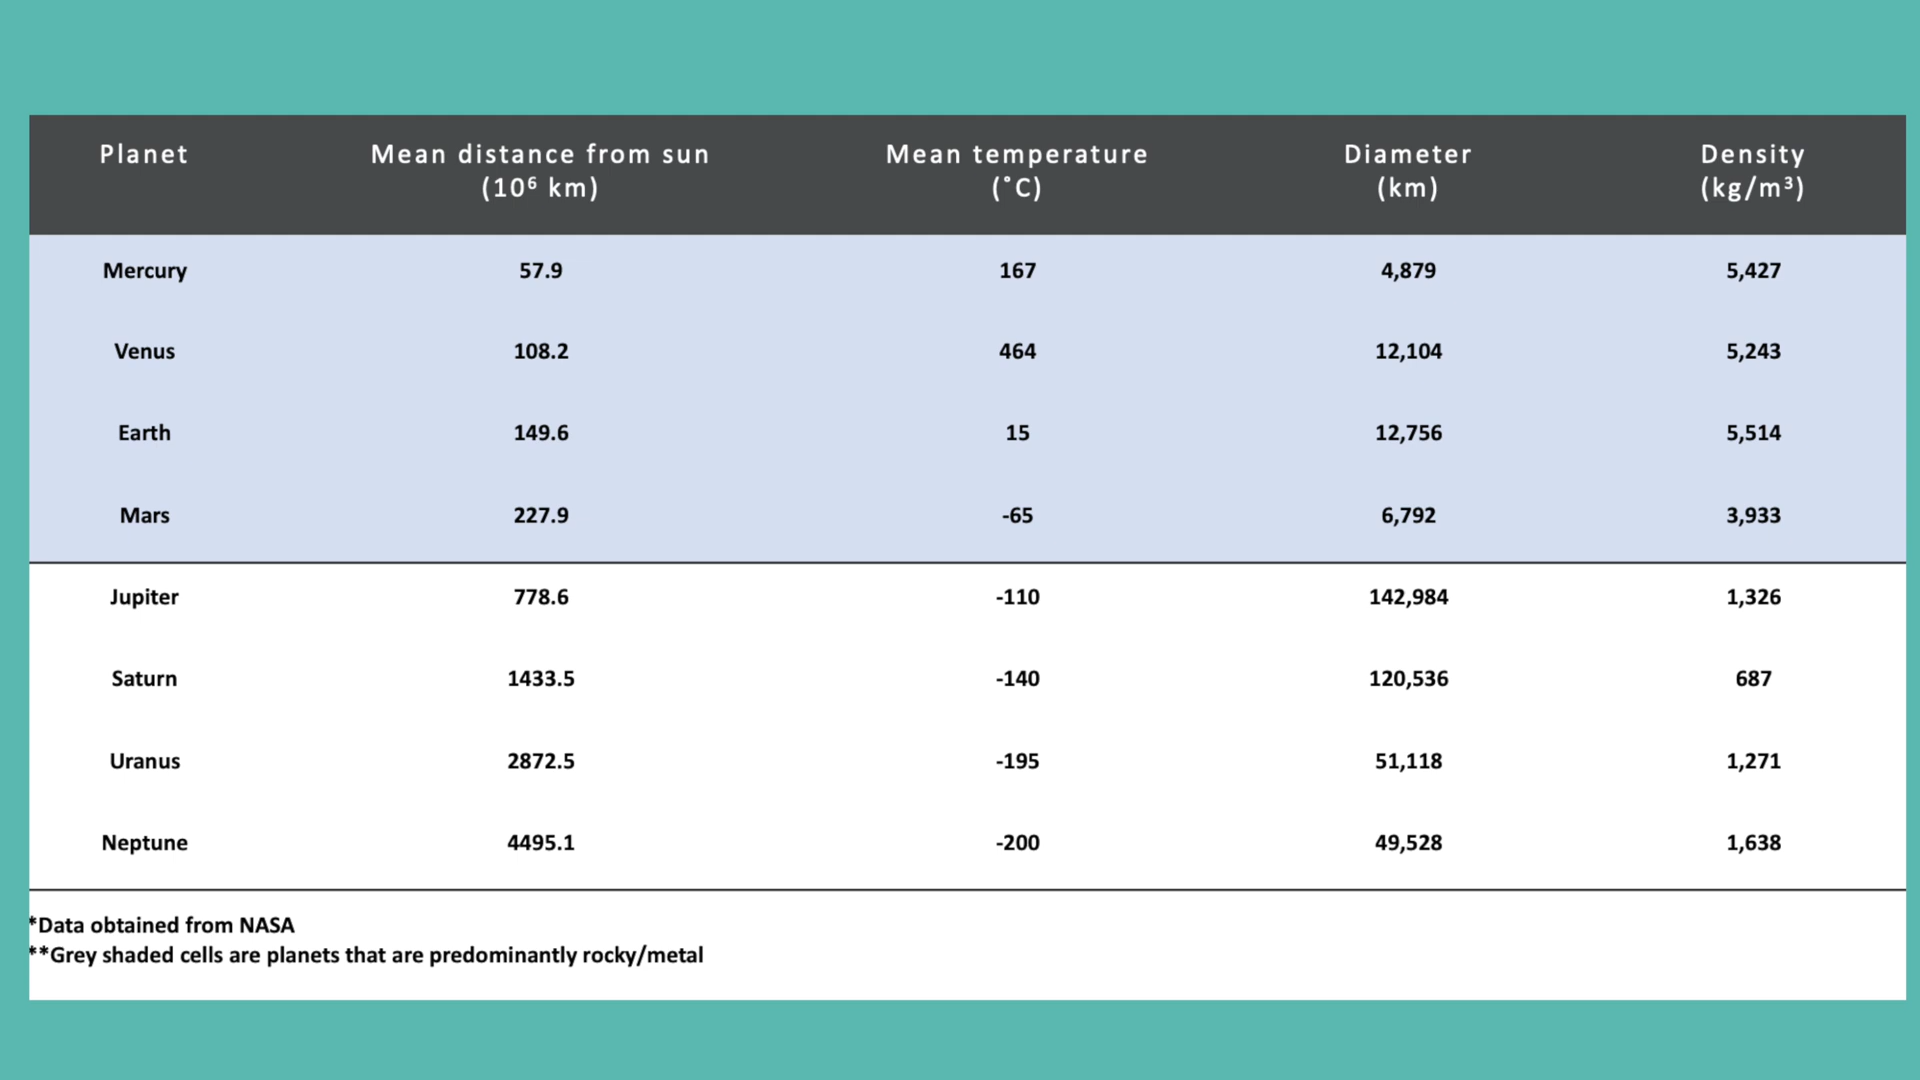 Planet Mean distance from sun Mean temperature Diameter Density
(10⁶ km) (˚C) (km) (kg/m³)
Mercury 57.9 167 4,879 5,427
Venus 108.2 464 12,104 5,243
Earth 149.6 15 12,756 5,514
Mars 227.9 -65 6,792 3,933
Jupiter 778.6 -110 142,984 1,326
Saturn 1433.5 -140 120,536 687
Uranus 2872.5 -195 51,118 1,271
Neptune 4495.1 -200 49,528 1,638
*Data obtained from NASA
**Grey shaded cells are planets that are predominantly rocky/metal